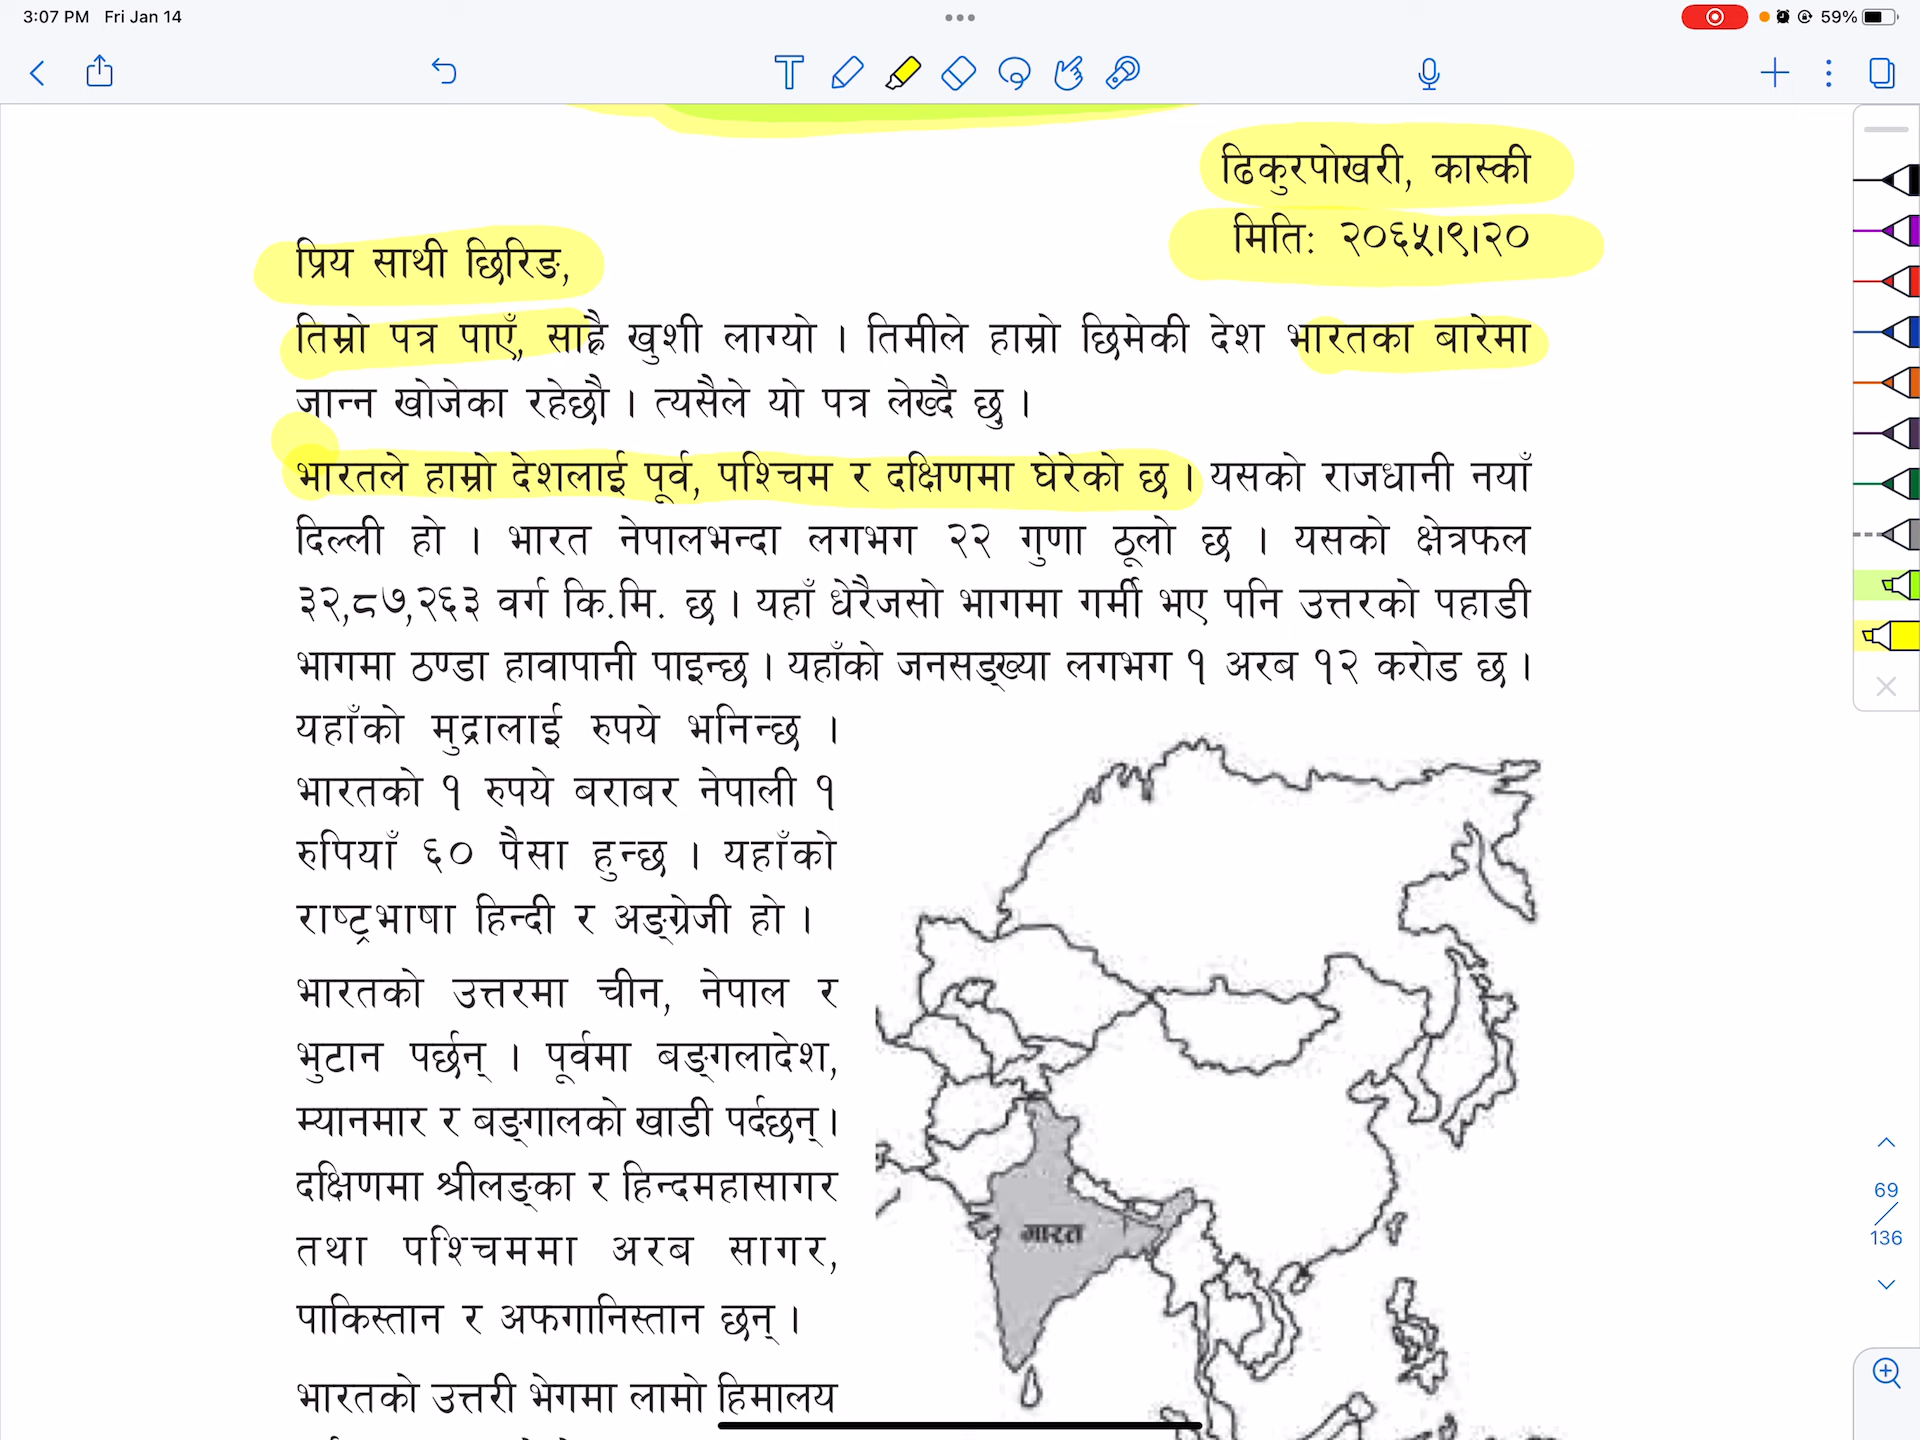 3:07 PM Fri Jan 14
59%
ढिकुरपोखरी, कास्की
मितिः २०६५।९।२०
प्रिय साथी छिरिङ,
तिम्रो पत्र पाएँ, साह्रै खुशी लाग्यो । तिमीले हाम्रो छिमेकी देश भारतका बारेमा
जान्न खोजेका रहेछौ । त्यसैले यो पत्र लेख्दै छु ।
भारतले हाम्रो देशलाई पूर्व, पश्चिम र दक्षिणमा घेरेको छ । यसको राजधानी नयाँ
दिल्ली हो । भारत नेपालभन्दा लगभग २२ गुणा ठूलो छ । यसको क्षेत्रफल
३२,८७,२६३ वर्ग कि.मि. छ । यहाँ धेरैजसो भागमा गर्मी भए पनि उत्तरको पहाडी
भागमा ठण्डा हावापानी पाइन्छ । यहाँको जनसङ्ख्या लगभग १ अरब १२ करोड छ ।
यहाँको मुद्रालाई रुपये भनिन्छ ।
भारतको १ रुपये बराबर नेपाली १
रुपियाँ ६० पैसा हुन्छ । यहाँको
राष्ट्रभाषा हिन्दी र अङ्ग्रेजी हो ।
भारतको उत्तरमा चीन, नेपाल र
भुटान पर्छन् । पूर्वमा बङ्गलादेश,
म्यानमार र बङ्गालको खाडी पर्दछन् ।
दक्षिणमा श्रीलङ्का र हिन्दमहासागर
तथा पश्चिममा अरब सागर,
पाकिस्तान र अफगानिस्तान छन् ।
भारतको उत्तरी भेगमा लामो हिमालय
भारत
69
136